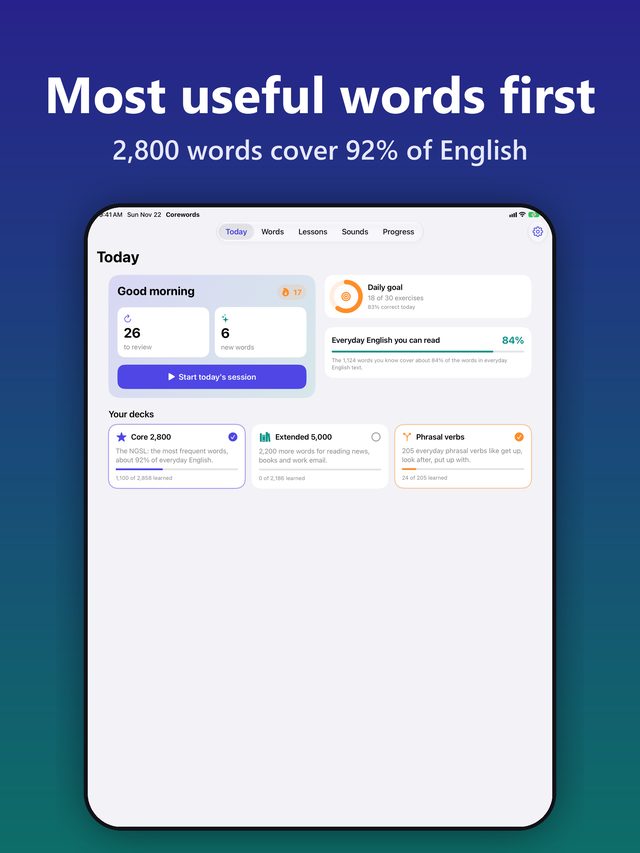 Most useful words first
2,800 words cover 92% of English
9:41 AM Sun Nov 22 Corewords
Today Words Lessons Sounds Progress
Today
Good morning
17
26
to review
6
new words
Start today's session
Daily goal
18 of 30 exercises
83% correct today
Everyday English you can read 84%
The 1,124 words you know cover about 84% of the words in everyday
English text.
Your decks
Core 2,800
The NGSL: the most frequent words,
about 92% of everyday English.
1,100 of 2,858 learned
Extended 5,000
2,200 more words for reading news,
books and work email.
0 of 2,186 learned
Phrasal verbs
205 everyday phrasal verbs like get up,
look after, put up with.
24 of 205 learned